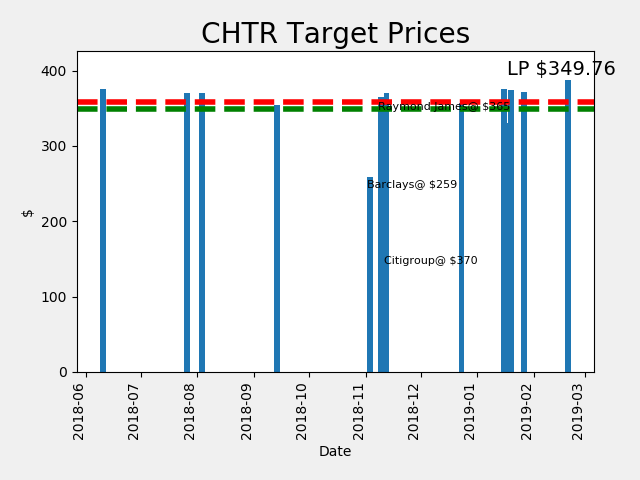 CHTR Target Prices
LP $349.76
400
300
200
100
0
$
Raymond James@ $365
Barclays@ $259
Citigroup@ $370
2018-06
2018-07
2018-08
2018-09
2018-10
2018-11
2018-12
2019-01
2019-02
2019-03
Date